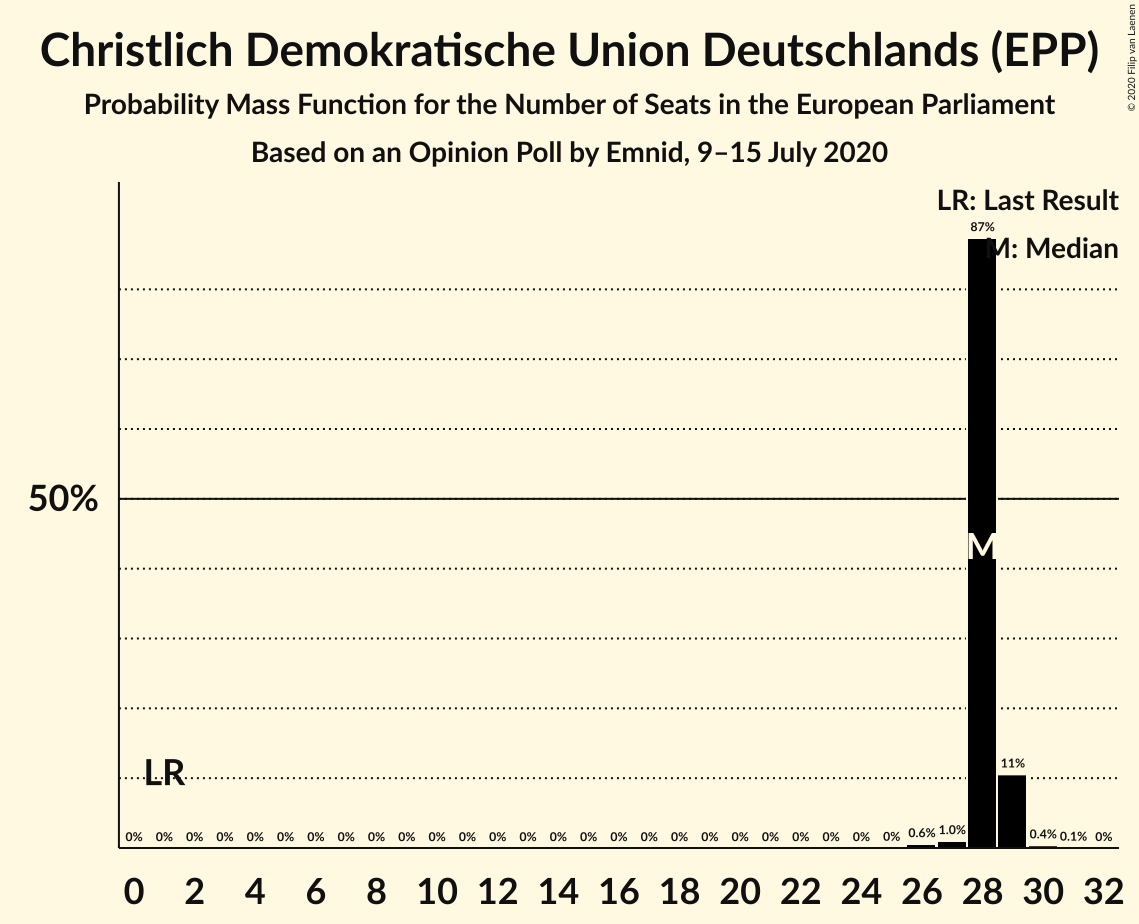 Christlich Demokratische Union Deutschlands (EPP)
Probability Mass Function for the Number of Seats in the European Parliament
Based on an Opinion Poll by Emnid, 9–15 July 2020
© 2020 Filip van Laenen
LR: Last Result
87%
M: Median
50%
M
LR
11%
0% 0% 0% 0% 0% 0% 0% 0% 0% 0% 0% 0% 0% 0% 0% 0% 0% 0% 0% 0% 0% 0% 0% 0% 0% 0% 0.6% 1.0% 0.4% 0.1% 0%
0 2 4 6 8 10 12 14 16 18 20 22 24 26 28 30 32